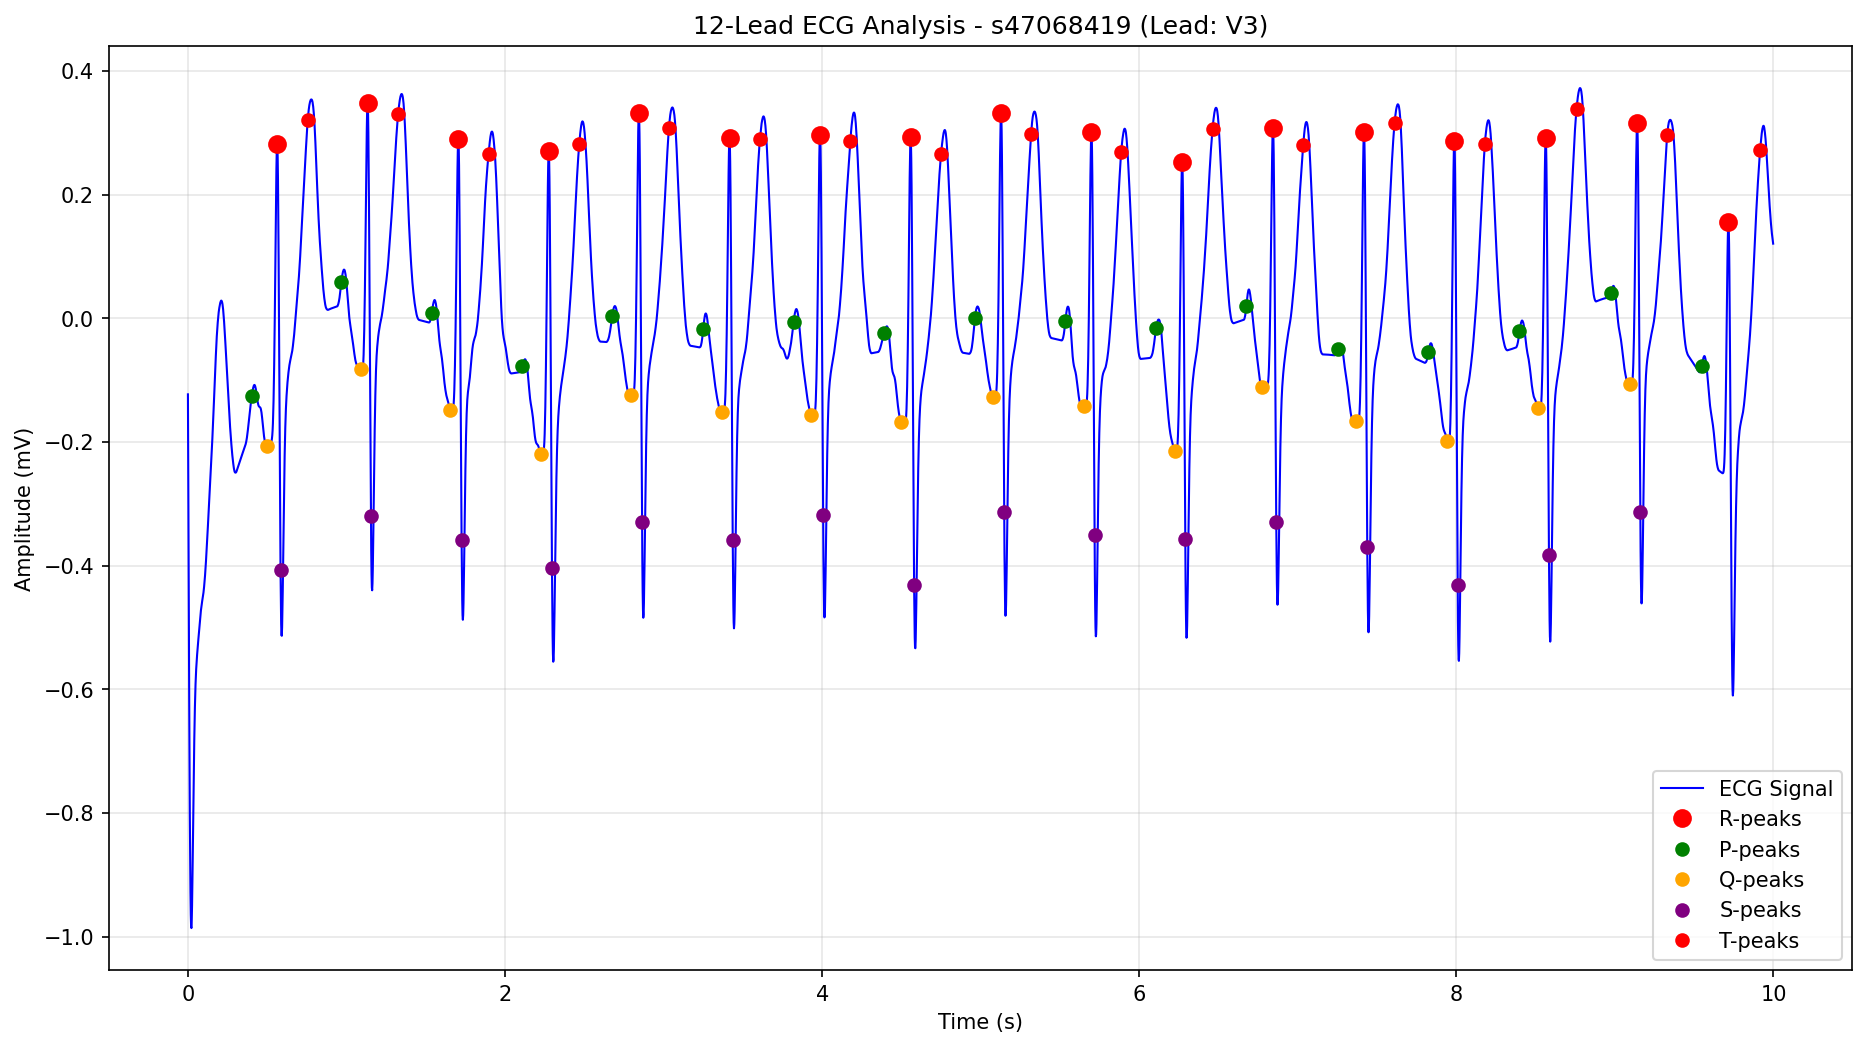 12-Lead ECG Analysis - s47068419 (Lead: V3)
Amplitude (mV)
0.4
0.2
0.0
−0.2
−0.4
−0.6
−0.8
−1.0
0 2 4 6 8 10
Time (s)
ECG Signal
R-peaks
P-peaks
Q-peaks
S-peaks
T-peaks